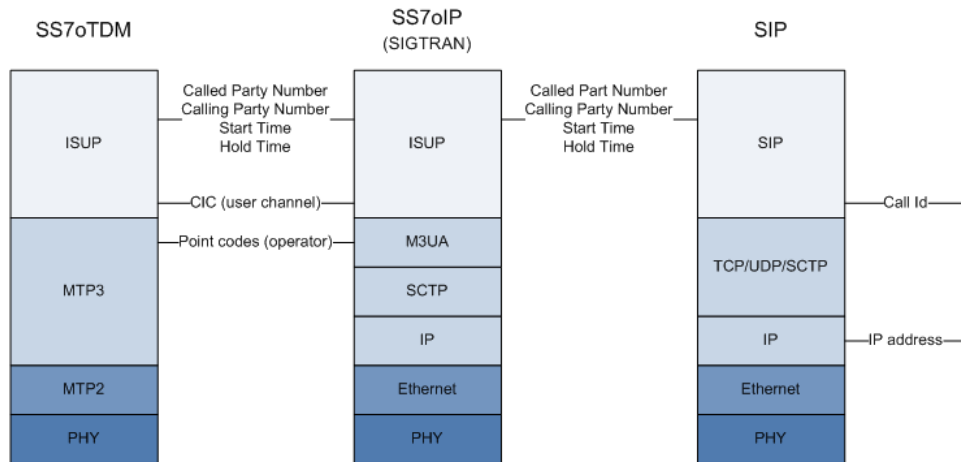 SS7oTDM
SS7oIP
(SIGTRAN)
SIP
Called Party Number
Calling Party Number
Start Time
Hold Time
Called Part Number
Calling Party Number
Start Time
Hold Time
ISUP
ISUP
SIP
CIC (user channel)
Call Id
Point codes (operator)
M3UA
TCP/UDP/SCTP
MTP3
SCTP
IP
IP
IP address
MTP2
Ethernet
Ethernet
PHY
PHY
PHY